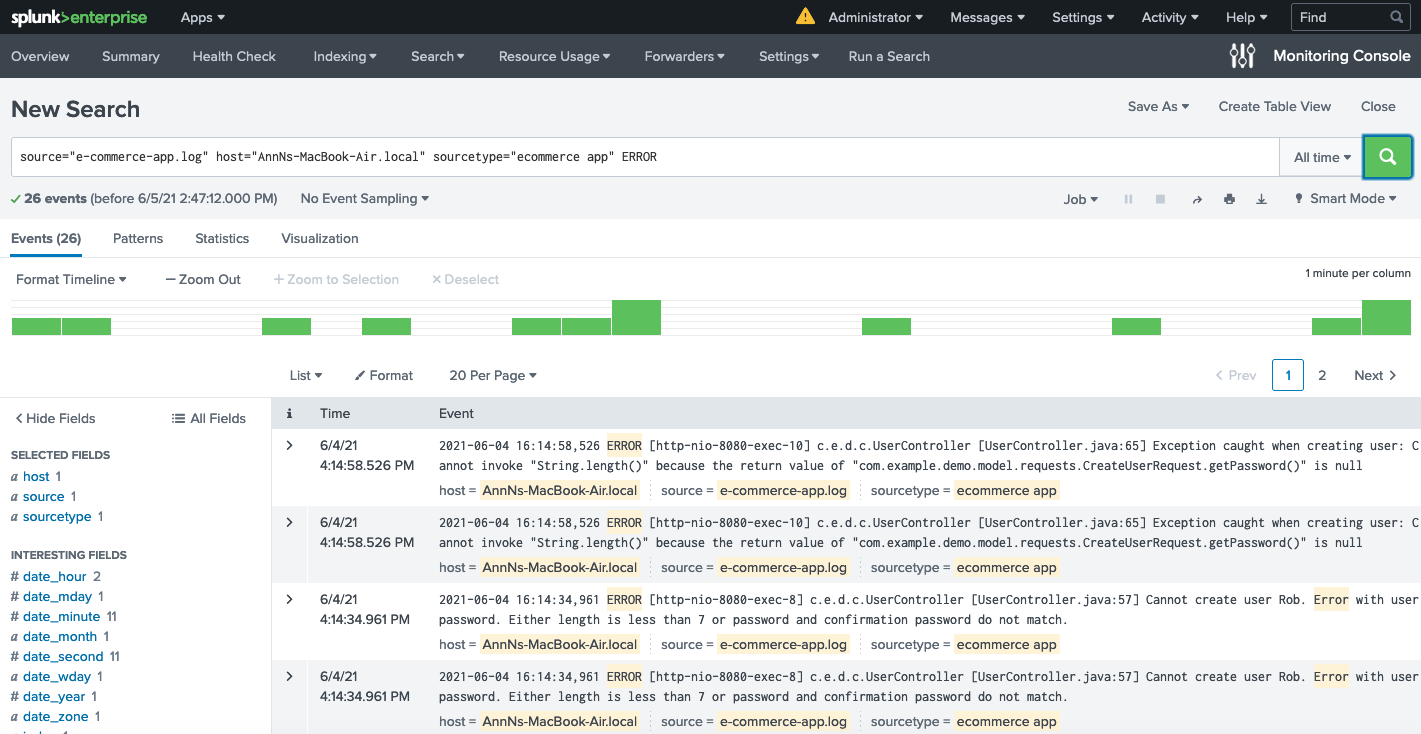 splunk>enterprise Apps Administrator Messages Settings Activity Help Find
Overview Summary Health Check Indexing Search Resource Usage Forwarders Settings Run a Search Monitoring Console
New Search Save As Create Table View Close
source="e-commerce-app.log" host="AnnNs-MacBook-Air.local" sourcetype="ecommerce app" ERROR All time
26 events (before 6/5/21 2:47:12.000 PM) No Event Sampling Job Smart Mode
Events (26) Patterns Statistics Visualization
Format Timeline — Zoom Out + Zoom to Selection × Deselect 1 minute per column
List Format 20 Per Page < Prev 1 2 Next >
< Hide Fields All Fields
i Time Event
SELECTED FIELDS
a host 1
a source 1
a sourcetype 1
INTERESTING FIELDS
# date_hour 2
# date_mday 1
# date_minute 11
a date_month 1
# date_second 11
a date_wday 1
# date_year 1
a date_zone 1
> 6/4/21 2021-06-04 16:14:58,526 ERROR [http-nio-8080-exec-10] c.e.d.c.UserController [UserController.java:65] Exception caught when creating user: C
4:14:58.526 PM annot invoke "String.length()" because the return value of "com.example.demo.model.requests.CreateUserRequest.getPassword()" is null
host = AnnNs-MacBook-Air.local source = e-commerce-app.log sourcetype = ecommerce app
> 6/4/21 2021-06-04 16:14:58,526 ERROR [http-nio-8080-exec-10] c.e.d.c.UserController [UserController.java:65] Exception caught when creating user: C
4:14:58.526 PM annot invoke "String.length()" because the return value of "com.example.demo.model.requests.CreateUserRequest.getPassword()" is null
host = AnnNs-MacBook-Air.local source = e-commerce-app.log sourcetype = ecommerce app
> 6/4/21 2021-06-04 16:14:34,961 ERROR [http-nio-8080-exec-8] c.e.d.c.UserController [UserController.java:57] Cannot create user Rob. Error with user
4:14:34.961 PM password. Either length is less than 7 or password and confirmation password do not match.
host = AnnNs-MacBook-Air.local source = e-commerce-app.log sourcetype = ecommerce app
> 6/4/21 2021-06-04 16:14:34,961 ERROR [http-nio-8080-exec-8] c.e.d.c.UserController [UserController.java:57] Cannot create user Rob. Error with user
4:14:34.961 PM password. Either length is less than 7 or password and confirmation password do not match.
host = AnnNs-MacBook-Air.local source = e-commerce-app.log sourcetype = ecommerce app